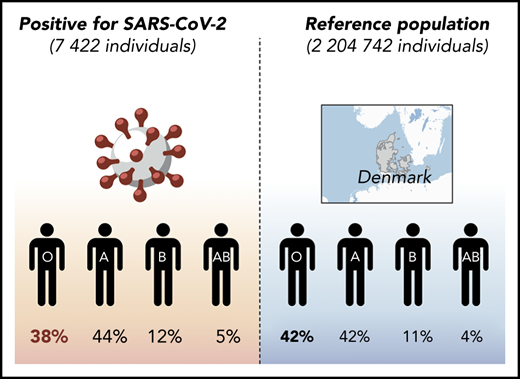 Positive for SARS-CoV-2
(7 422 individuals)
O A B AB
38% 44% 12% 5%
Reference population
(2 204 742 individuals)
Denmark
O A B AB
42% 42% 11% 4%